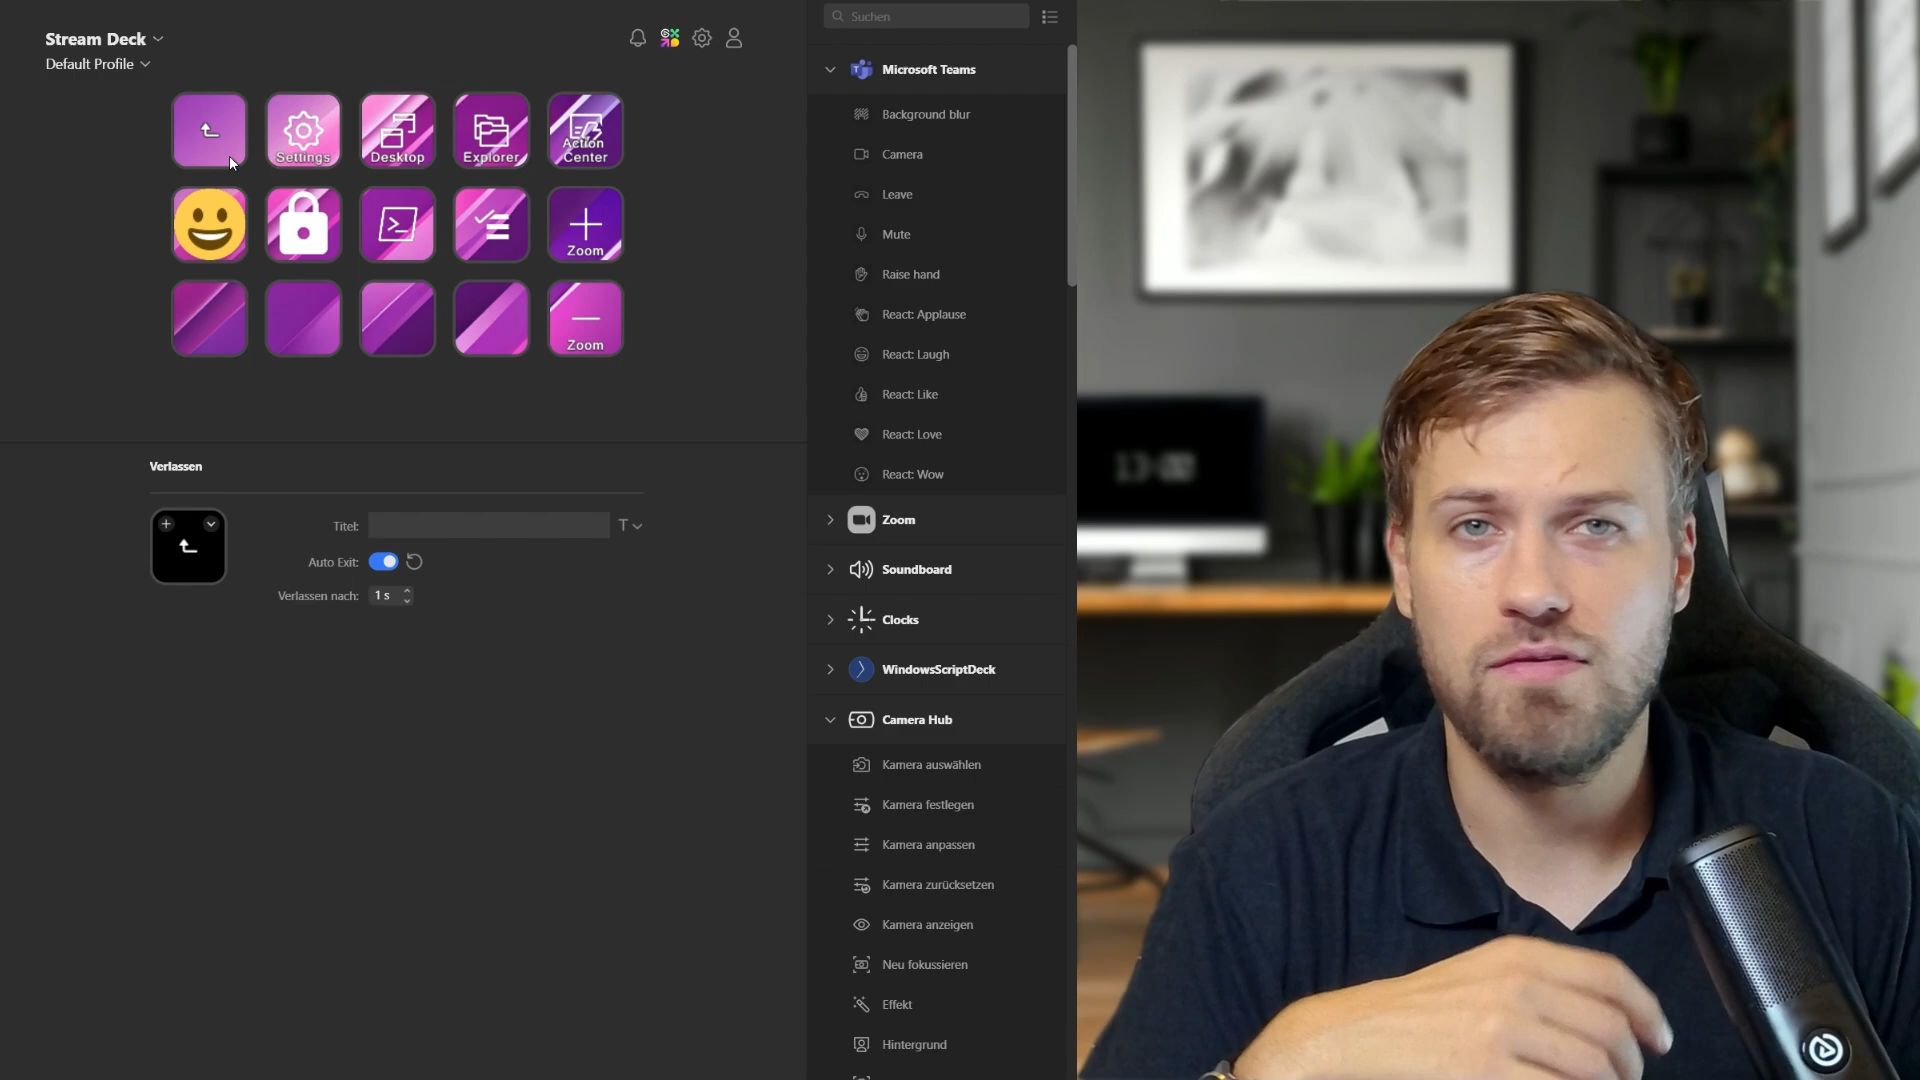 Stream Deck
Default Profile
Settings
Desktop
Explorer
Action
Center
Zoom
Zoom
Verlassen
Titel:
T
Auto Exit:
Verlassen nach: 1 s
Suchen
Microsoft Teams
Background blur
Camera
Leave
Mute
Raise hand
React: Applause
React: Laugh
React: Like
React: Love
React: Wow
Zoom
Soundboard
Clocks
WindowsScriptDeck
Camera Hub
Kamera auswählen
Kamera festlegen
Kamera anpassen
Kamera zurücksetzen
Kamera anzeigen
Neu fokussieren
Effekt
Hintergrund
13:00